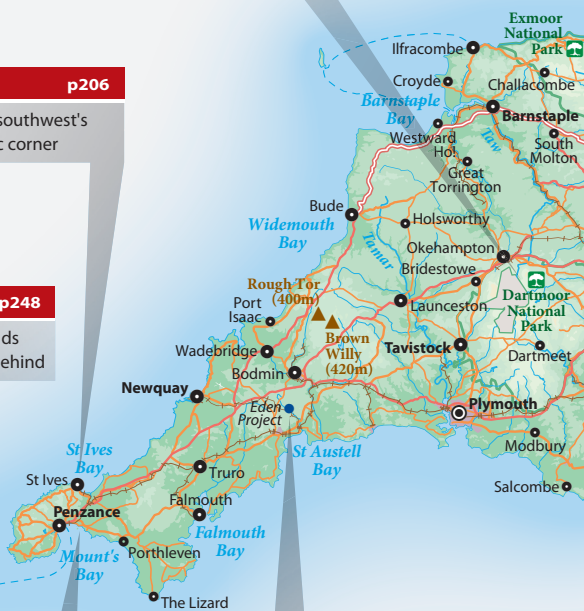 p206
southwest's
c corner
p248
ds
ehind
Exmoor
National
Park
Ilfracombe
Croyde
Challacombe
Barnstaple
Bay
Barnstaple
Westward
Ho!
Taw
South
Molton
Great
Torrington
Bude
Widemouth
Bay
Holsworthy
Tamar
Okehampton
Bridestowe
Rough Tor
(400m)
Port
Isaac
Launceston
Dartmoor
National
Park
Brown
Willy
(420m)
Wadebridge
Tavistock
Dartmeet
Bodmin
Newquay
Eden
Project
Plymouth
St Austell
Bay
Modbury
St Ives
Bay
St Ives
Truro
Salcombe
Penzance
Falmouth
Falmouth
Bay
Mount's
Bay
Porthleven
The Lizard